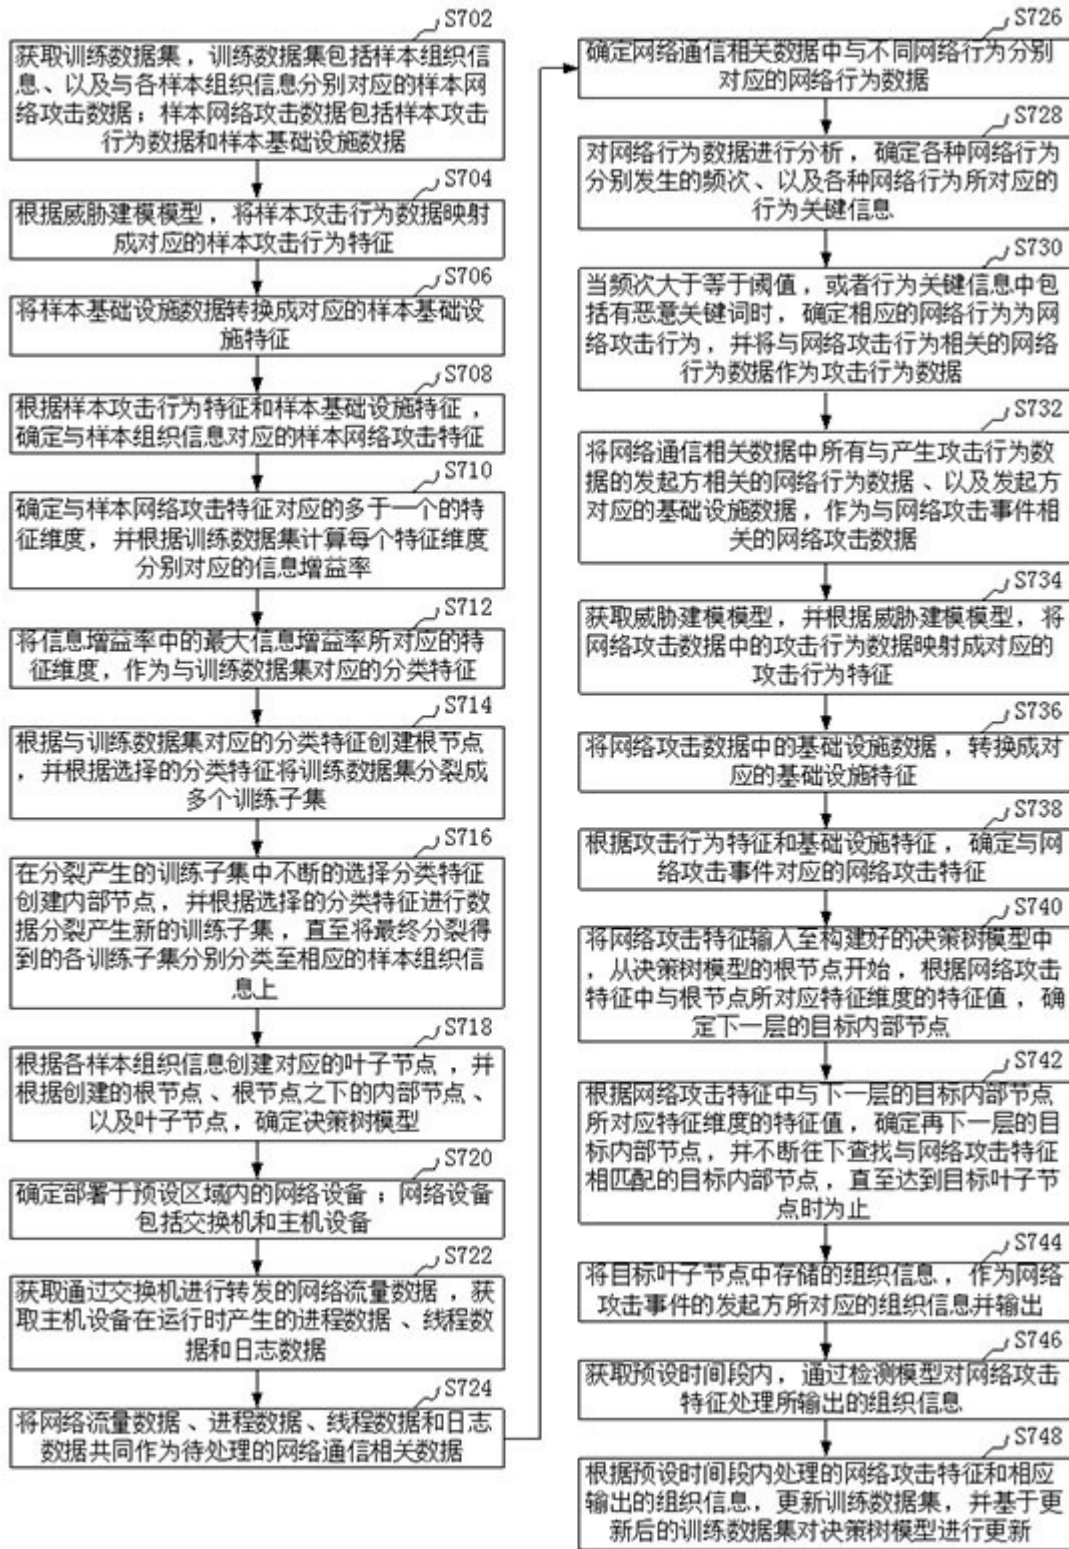 S702
获取训练数据集，训练数据集包括样本组织信
息、以及与各样本组织信息分别对应的样本网
络攻击数据；样本网络攻击数据包括样本攻击
行为数据和样本基础设施数据
S704
根据威胁建模模型，将样本攻击行为数据映射
成对应的样本攻击行为特征
S706
将样本基础设施数据转换成对应的样本基础设
施特征
S708
根据样本攻击行为特征和样本基础设施特征，
确定与样本组织信息对应的样本网络攻击特征
S710
确定与样本网络攻击特征对应的多于一个的特
征维度，并根据训练数据集计算每个特征维度
分别对应的信息增益率
S712
将信息增益率中的最大信息增益率所对应的特
征维度，作为与训练数据集对应的分类特征
S714
根据与训练数据集对应的分类特征创建根节点
，并根据选择的分类特征将训练数据集分裂成
多个训练子集
S716
在分裂产生的训练子集中不断的选择分类特征
创建内部节点，并根据选择的分类特征进行数
据分裂产生新的训练子集，直至将最终分裂得
到的各训练子集分别分类至相应的样本组织信
息上
S718
根据各样本组织信息创建对应的叶子节点，并
根据创建的根节点、根节点之下的内部节点、
以及叶子节点，确定决策树模型
S720
确定部署于预设区域内的网络设备；网络设备
包括交换机和主机设备
S722
获取通过交换机进行转发的网络流量数据，获
取主机设备在运行时产生的进程数据、线程数
据和日志数据
S724
将网络流量数据、进程数据、线程数据和日志
数据共同作为待处理的网络通信相关数据
S726
确定网络通信相关数据中与不同网络行为分别
对应的网络行为数据
S728
对网络行为数据进行分析，确定各种网络行为
分别发生的频次、以及各种网络行为所对应的
行为关键信息
S730
当频次大于等于阈值，或者行为关键信息中包
括有恶意关键词时，确定相应的网络行为为网
络攻击行为，并将与网络攻击行为相关的网络
行为数据作为攻击行为数据
S732
将网络通信相关数据中所有与产生攻击行为数
据的发起方相关的网络行为数据、以及发起方
对应的基础设施数据，作为与网络攻击事件相
关的网络攻击数据
S734
获取威胁建模模型，并根据威胁建模模型，将
网络攻击数据中的攻击行为数据映射成对应的
攻击行为特征
S736
将网络攻击数据中的基础设施数据，转换成对
应的基础设施特征
S738
根据攻击行为特征和基础设施特征，确定与网
络攻击事件对应的网络攻击特征
S740
将网络攻击特征输入至构建好的决策树模型中
，从决策树模型的根节点开始，根据网络攻击
特征中与根节点所对应特征维度的特征值，确
定下一层的目标内部节点
S742
根据网络攻击特征中与下一层的目标内部节点
所对应特征维度的特征值，确定再下一层的目
标内部节点，并不断往下查找与网络攻击特征
相匹配的目标内部节点，直至达到目标叶子节
点时为止
S744
将目标叶子节点中存储的组织信息，作为网络
攻击事件的发起方所对应的组织信息并输出
S746
获取预设时间段内，通过检测模型对网络攻击
特征处理所输出的组织信息
S748
根据预设时间段内处理的网络攻击特征和相应
输出的组织信息，更新训练数据集，并基于更
新后的训练数据集对决策树模型进行更新